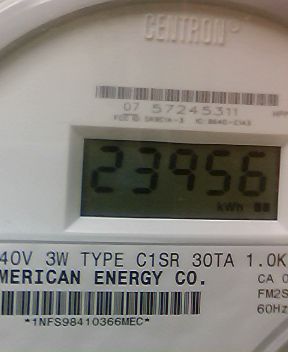 CENTRON®
07 57245311
23956
kWh
40V 3W TYPE C1SR 30TA 1.0K
MERICAN ENERGY CO.
CA 0
FM2S
60Hz
*1NFS98410366MEC*